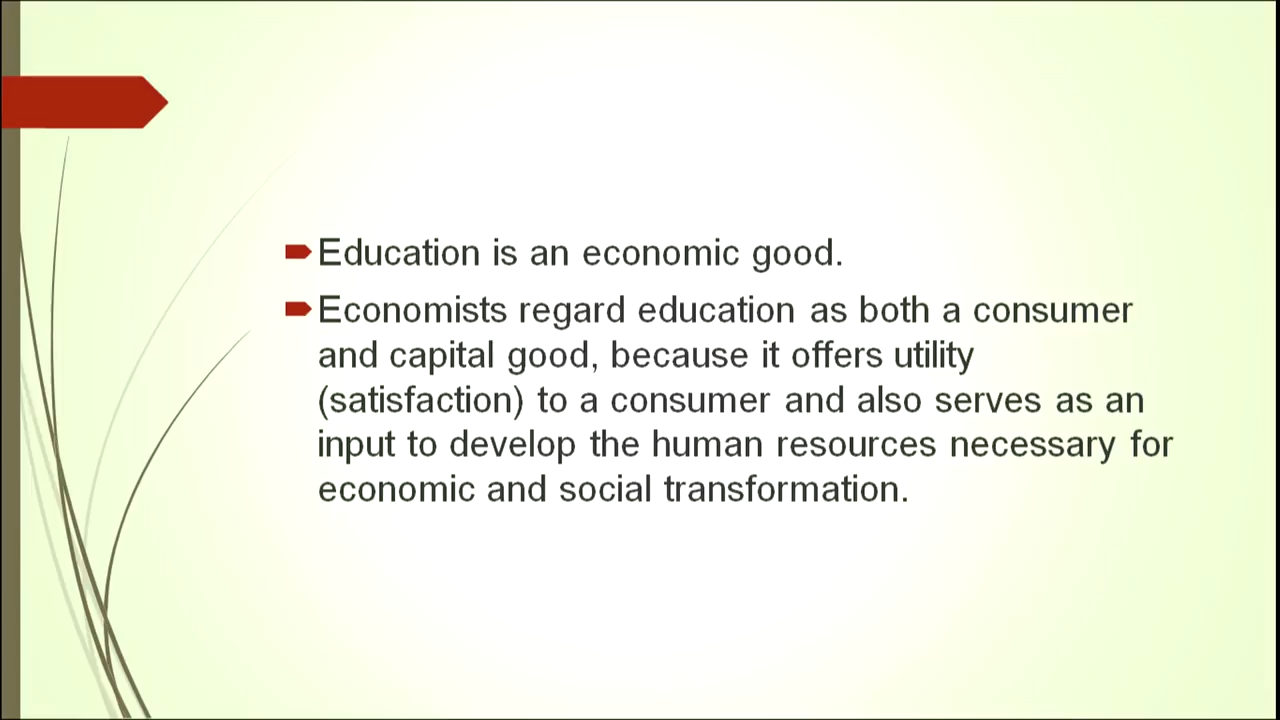 Education is an economic good.
Economists regard education as both a consumer
and capital good, because it offers utility
(satisfaction) to a consumer and also serves as an
input to develop the human resources necessary for
economic and social transformation.